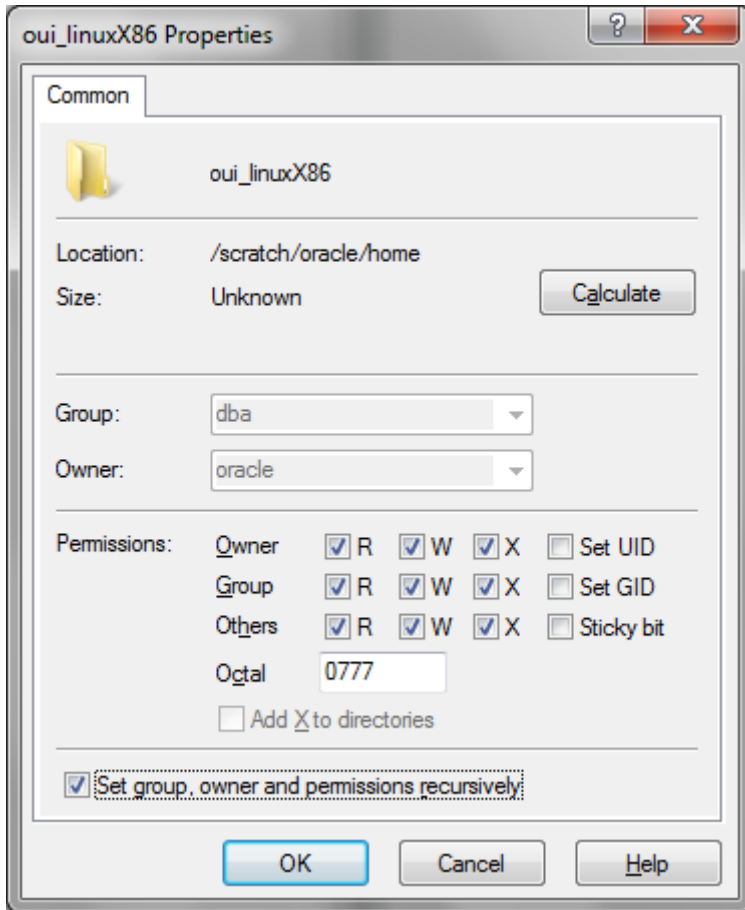 oui_linuxX86 Properties
?
X
Common
oui_linuxX86
Location: /scratch/oracle/home
Size: Unknown
Calculate
Group: dba
Owner: oracle
Permissions: Owner R W X Set UID
Group R W X Set GID
Others R W X Sticky bit
Octal 0777
Add X to directories
Set group, owner and permissions recursively
OK Cancel Help